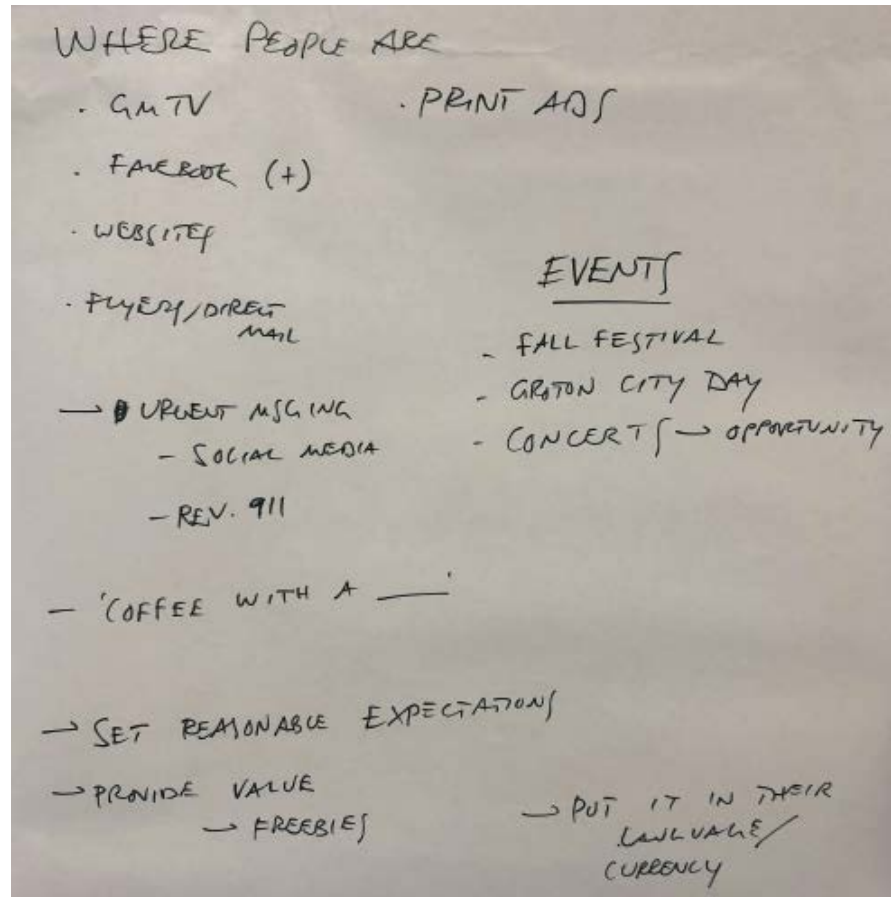 WHERE PEOPLE ARE
· GMTV
· PRINT ADS
· FACEBOOK (+)
· WEBSITES
· FLYERS/DIRECT
MAIL
→ URGENT MSGING
- SOCIAL MEDIA
- REV. 911
EVENTS
- FALL FESTIVAL
- GROTON CITY DAY
- CONCERTS → OPPORTUNITY
- 'COFFEE WITH A ___'
→ SET REASONABLE EXPECTATIONS
→ PROVIDE VALUE
→ FREEBIES
→ PUT IT IN THEIR
LANGUAGE/
CURRENCY